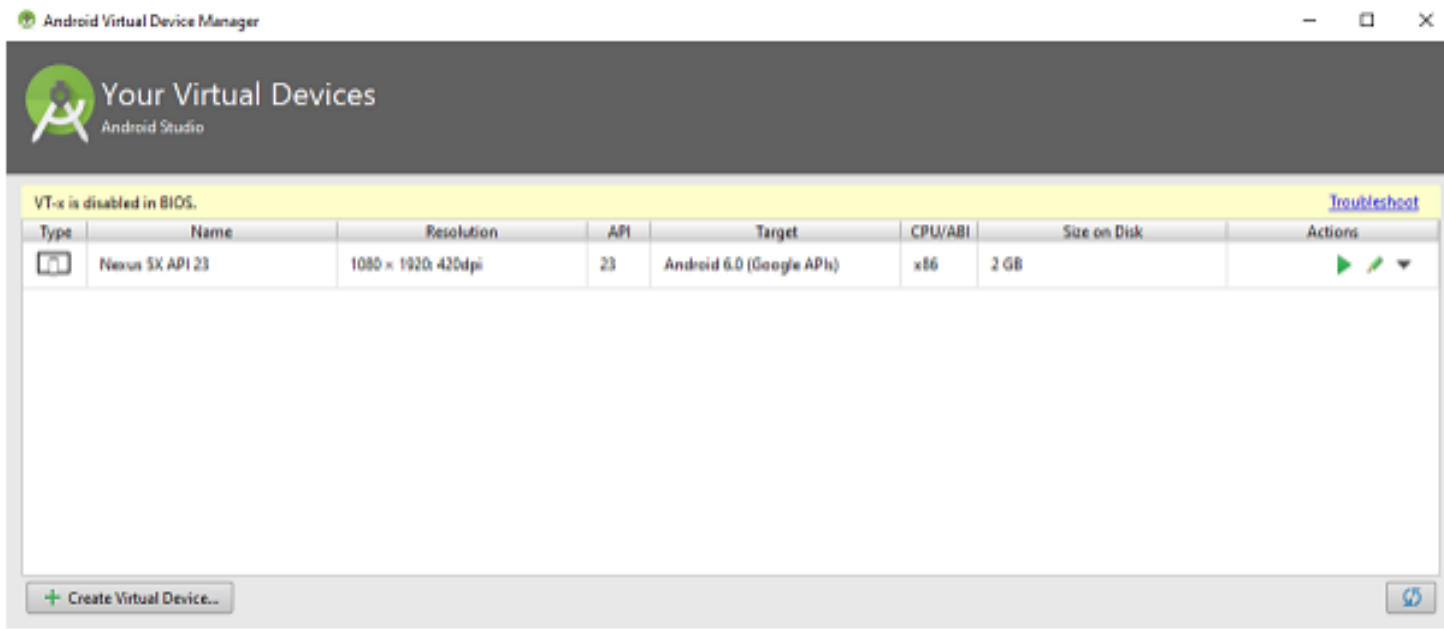 Android Virtual Device Manager
Your Virtual Devices
Android Studio
VT-x is disabled in BIOS. Troubleshoot
Type Name Resolution API Target CPU/ABI Size on Disk Actions
Nexus 5X API 23 1080 × 1920: 420dpi 23 Android 6.0 (Google APIs) x86 2 GB
+ Create Virtual Device...